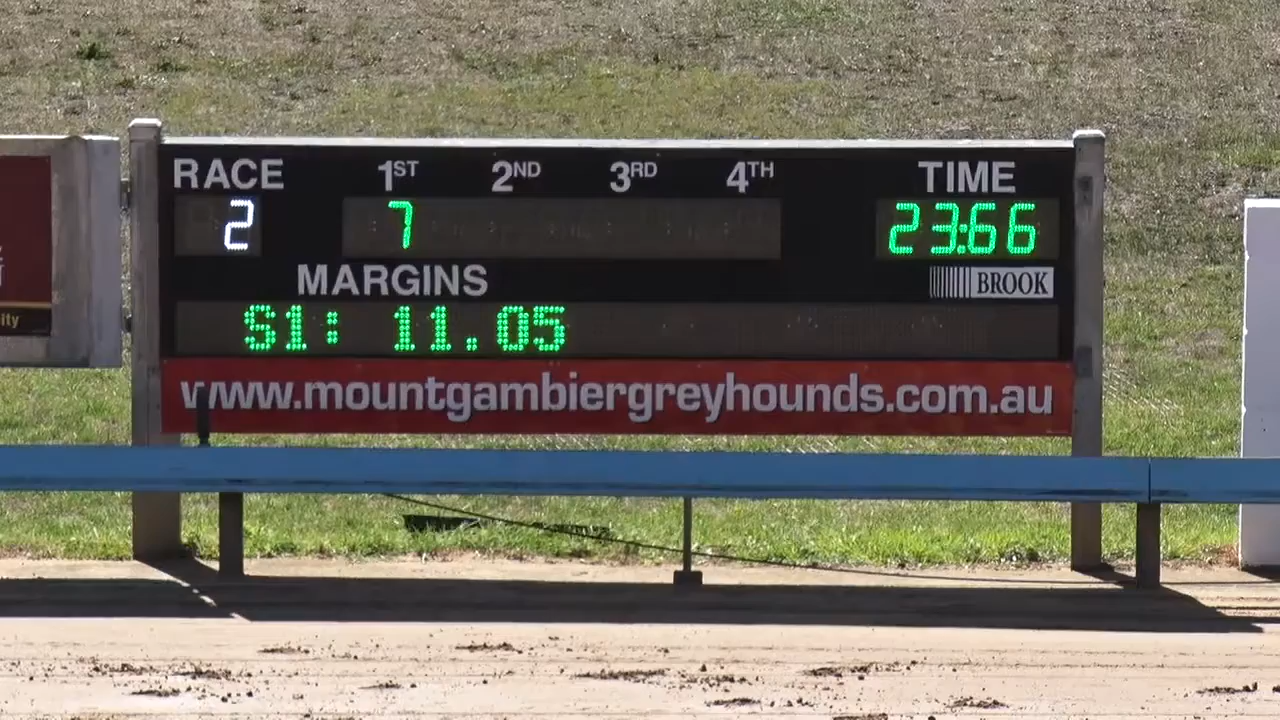 RACE 1ST 2ND 3RD 4TH TIME
2 7 23:66
MARGINS BROOK
S1: 11.05
www.mountgambiergreyhounds.com.au
ity